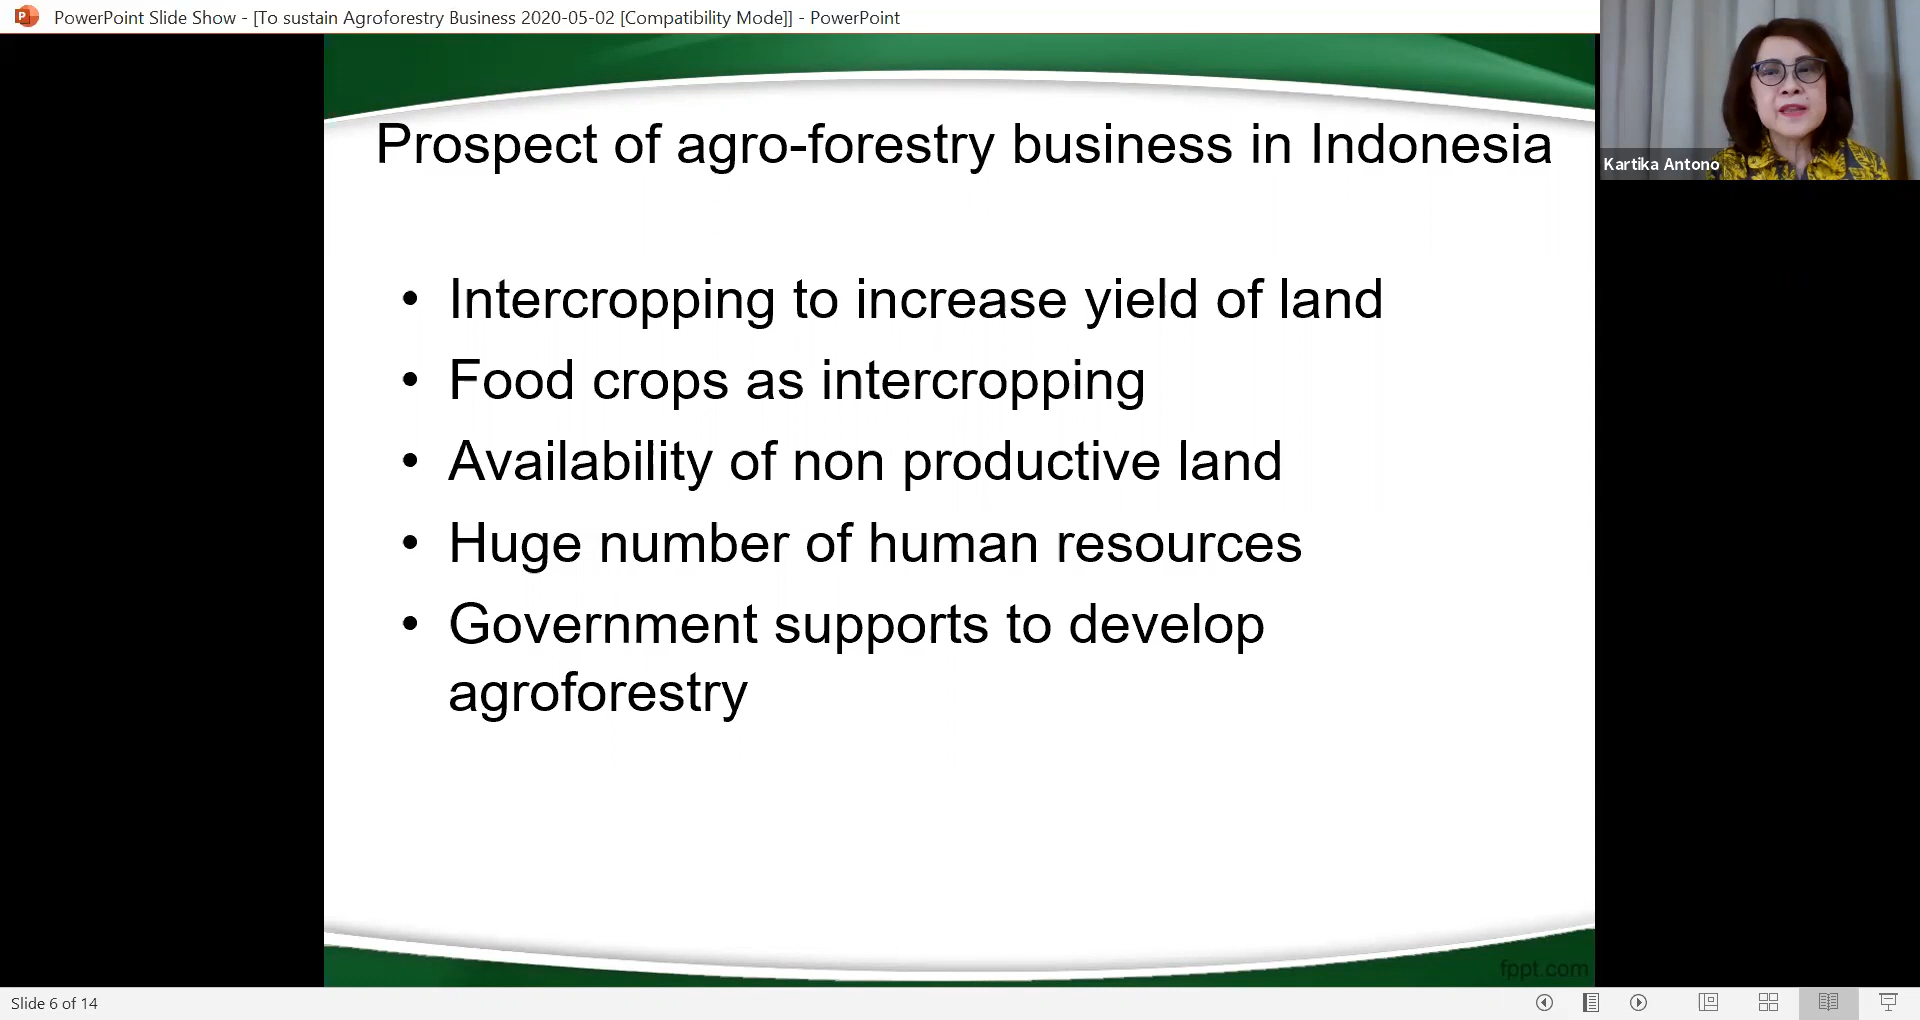 PowerPoint Slide Show - [To sustain Agroforestry Business 2020-05-02 [Compatibility Mode]] - PowerPoint
Kartika Antono
Prospect of agro-forestry business in Indonesia
• Intercropping to increase yield of land
• Food crops as intercropping
• Availability of non productive land
• Huge number of human resources
• Government supports to develop
agroforestry
fppt.com
Slide 6 of 14